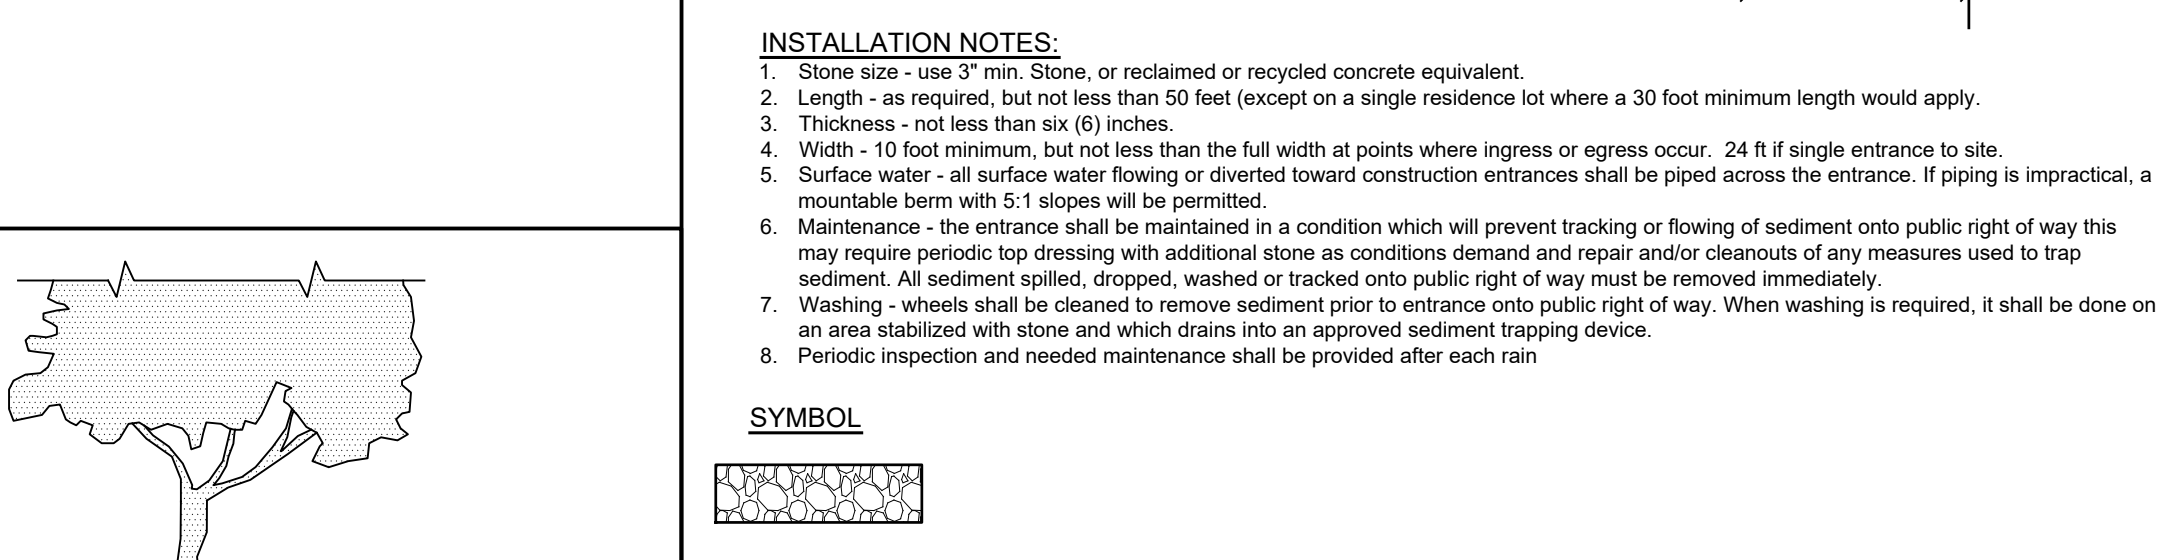 INSTALLATION NOTES:
1. Stone size - use 3" min. Stone, or reclaimed or recycled concrete equivalent.
2. Length - as required, but not less than 50 feet (except on a single residence lot where a 30 foot minimum length would apply.
3. Thickness - not less than six (6) inches.
4. Width - 10 foot minimum, but not less than the full width at points where ingress or egress occur. 24 ft if single entrance to site.
5. Surface water - all surface water flowing or diverted toward construction entrances shall be piped across the entrance. If piping is impractical, a
mountable berm with 5:1 slopes will be permitted.
6. Maintenance - the entrance shall be maintained in a condition which will prevent tracking or flowing of sediment onto public right of way this
may require periodic top dressing with additional stone as conditions demand and repair and/or cleanouts of any measures used to trap
sediment. All sediment spilled, dropped, washed or tracked onto public right of way must be removed immediately.
7. Washing - wheels shall be cleaned to remove sediment prior to entrance onto public right of way. When washing is required, it shall be done on
an area stabilized with stone and which drains into an approved sediment trapping device.
8. Periodic inspection and needed maintenance shall be provided after each rain
SYMBOL